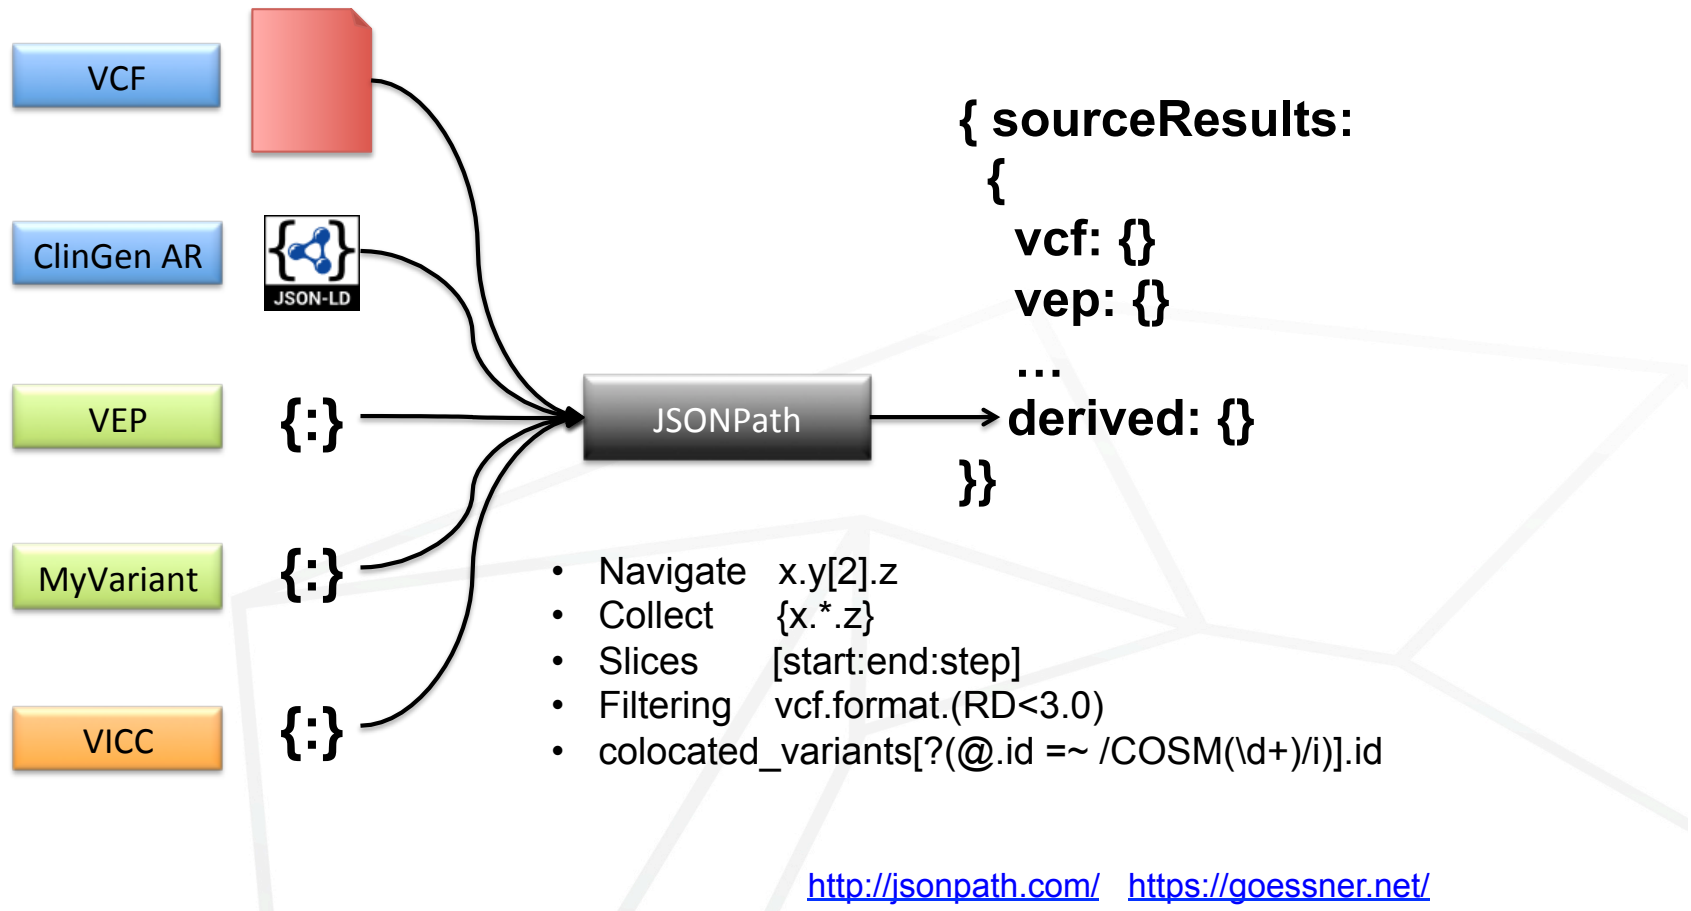 VCF
ClinGen AR
JSON-LD
VEP
{:}
MyVariant
{:}
VICC
{:}
JSONPath
{ sourceResults:
{
vcf: {}
vep: {}
…
derived: {}
}}
• Navigate x.y[2].z
• Collect {x.*.z}
• Slices [start:end:step]
• Filtering vcf.format.(RD<3.0)
• colocated_variants[?(@.id =~ /COSM(\d+)/i)].id
http://jsonpath.com/ https://goessner.net/